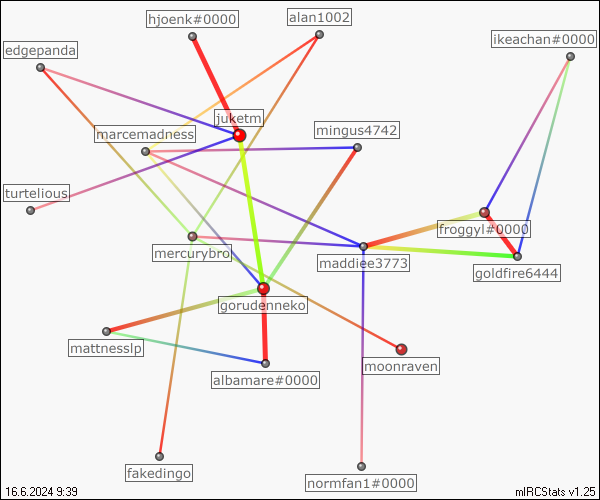 hjoenk#0000
alan1002
ikeachan#0000
edgepanda
juketm
mingus4742
marcemadness
turtelious
froggyl#0000
mercurybro
maddiee3773
goldfire6444
gorudenneko
mattnesslp
moonraven
albamare#0000
fakedingo
normfan1#0000
16.6.2024 9:39
mIRCStats v1.25